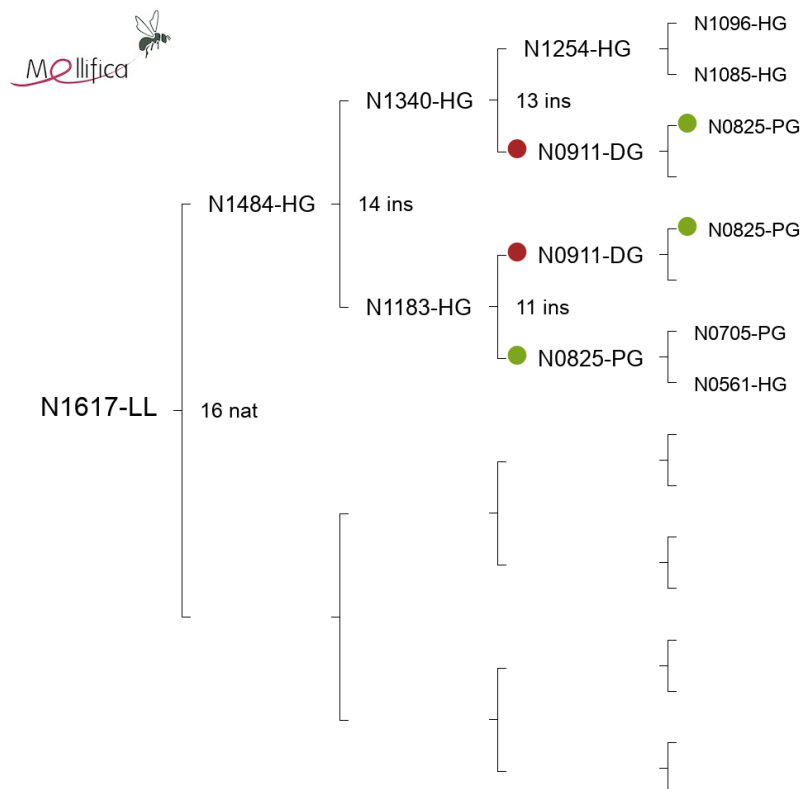 Mellifica
N1096-HG
N1254-HG
N1085-HG
N1340-HG
13 ins
N0825-PG
N0911-DG
N1484-HG
14 ins
N0825-PG
N0911-DG
N1183-HG
11 ins
N0705-PG
N0825-PG
N0561-HG
N1617-LL
16 nat